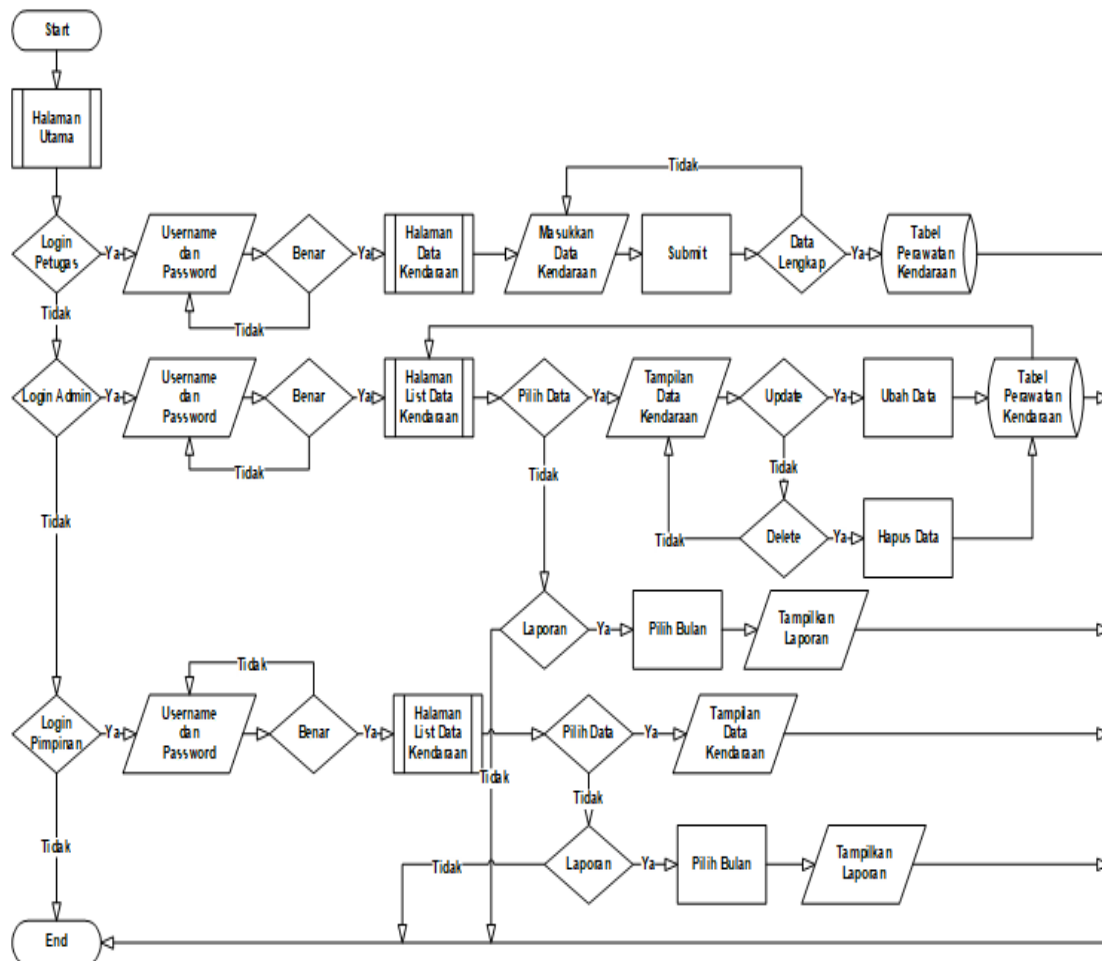 Start
Halaman
Utama
Tidak
Login
Petugas
Ya
Username
dan
Password
Benar
Ya
Halaman
Data
Kendaraan
Masukkan
Data
Kendaraan
Submit
Data
Lengkap
Ya
Tabel
Perawatan
Kendaraan
Tidak
Tidak
Login Admin
Ya
Username
dan
Password
Benar
Ya
Halaman
List Data
Kendaraan
Pilih Data
Ya
Tampilan
Data
Kendaraan
Update
Ya
Ubah Data
Tabel
Perawatan
Kendaraan
Tidak
Tidak
Tidak
Tidak
Tidak
Delete
Ya
Hapus Data
Laporan
Ya
Pilih Bulan
Tampilkan
Laporan
Tidak
Login
Pimpinan
Ya
Username
dan
Password
Benar
Ya
Halaman
List Data
Kendaraan
Pilih Data
Ya
Tampilan
Data
Kendaraan
Tidak
Tidak
Tidak
Tidak
Laporan
Ya
Pilih Bulan
Tampilkan
Laporan
End